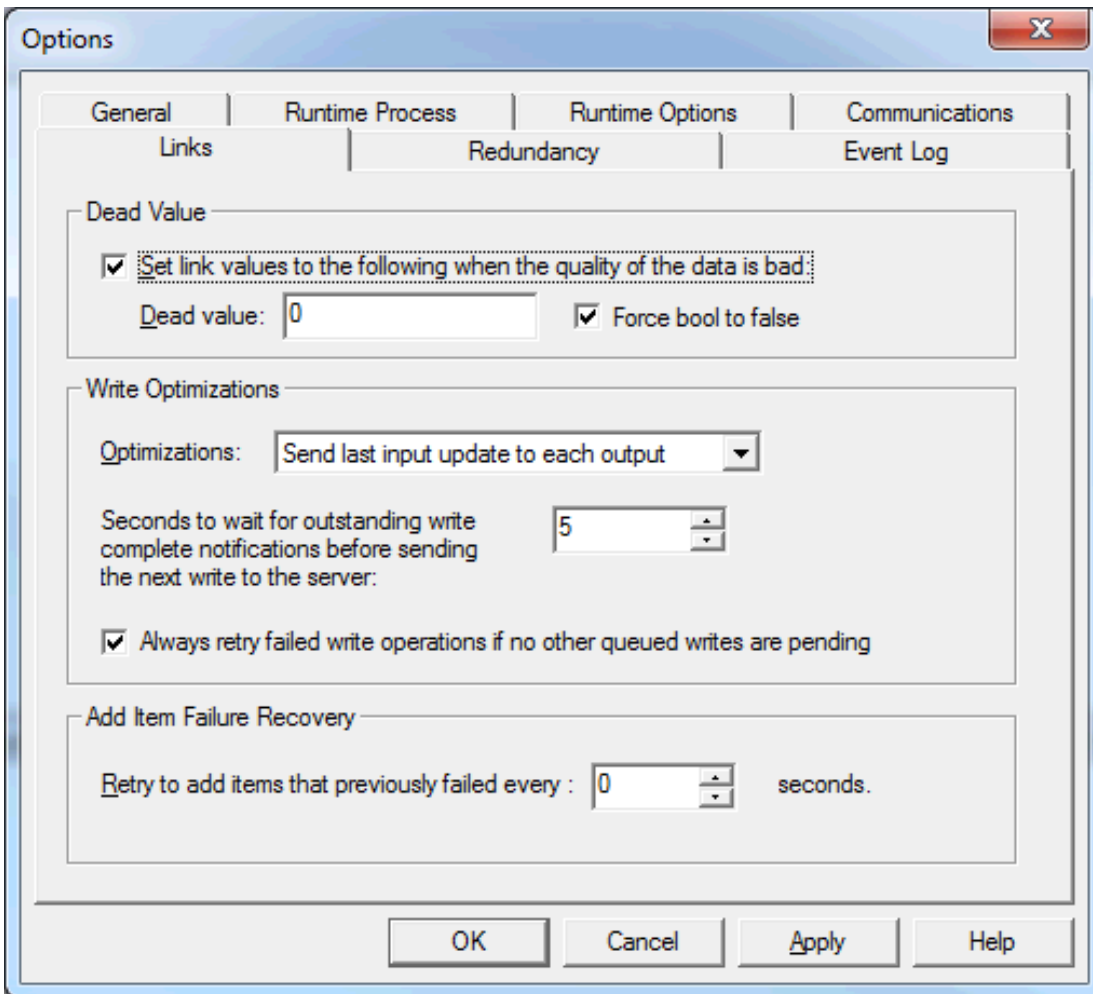 Options
General
Runtime Process
Runtime Options
Communications
Links
Redundancy
Event Log
Dead Value
Set link values to the following when the quality of the data is bad:
Dead value: 0
Force bool to false
Write Optimizations
Optimizations: Send last input update to each output
Seconds to wait for outstanding write
complete notifications before sending
the next write to the server:
5
Always retry failed write operations if no other queued writes are pending
Add Item Failure Recovery
Retry to add items that previously failed every : 0 seconds.
OK
Cancel
Apply
Help